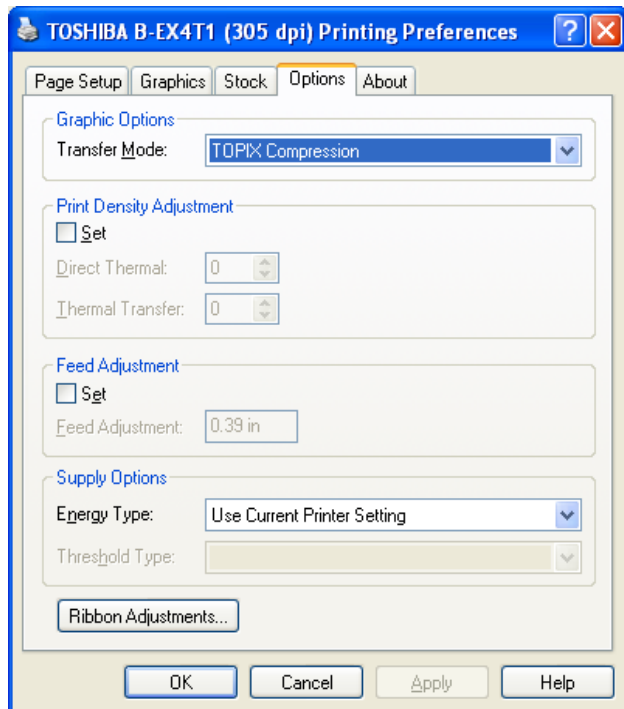 TOSHIBA B-EX4T1 (305 dpi) Printing Preferences
Page Setup Graphics Stock Options About
Graphic Options
Transfer Mode: TOPIX Compression
Print Density Adjustment
Set
Direct Thermal: 0
Thermal Transfer: 0
Feed Adjustment
Set
Feed Adjustment: 0.39 in
Supply Options
Energy Type: Use Current Printer Setting
Threshold Type:
Ribbon Adjustments...
OK Cancel Apply Help